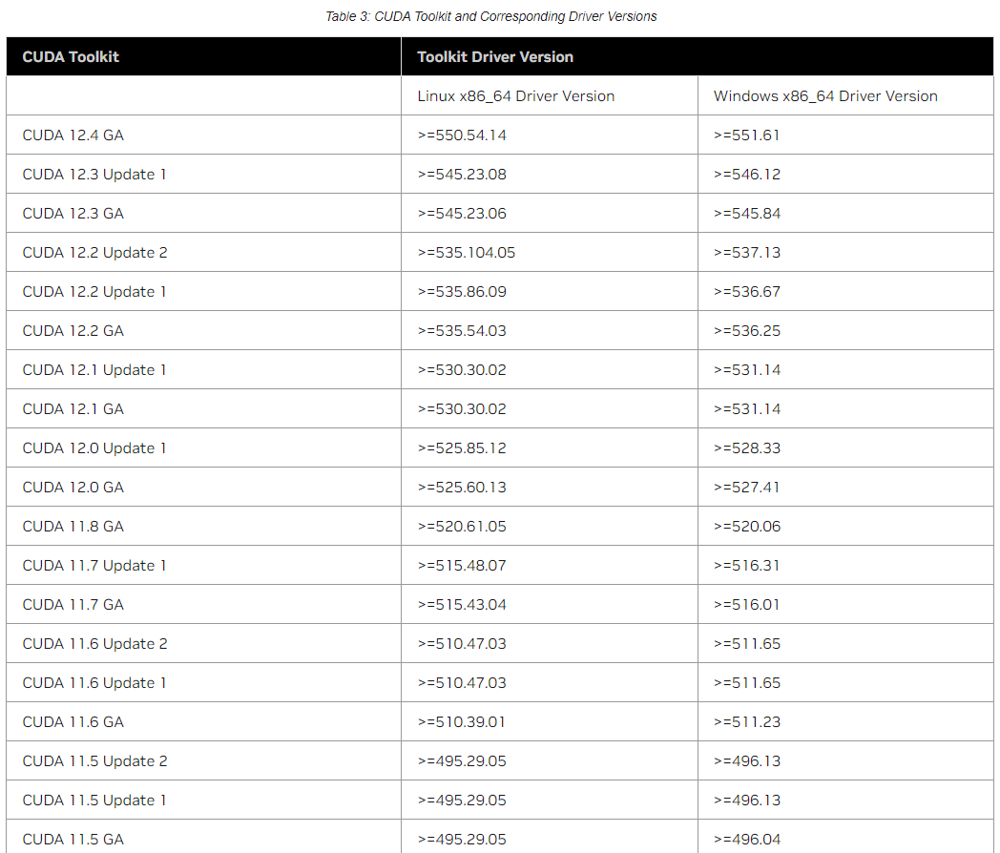 Table 3: CUDA Toolkit and Corresponding Driver Versions
CUDA Toolkit Toolkit Driver Version
Linux x86_64 Driver Version Windows x86_64 Driver Version
CUDA 12.4 GA >=550.54.14 >=551.61
CUDA 12.3 Update 1 >=545.23.08 >=546.12
CUDA 12.3 GA >=545.23.06 >=545.84
CUDA 12.2 Update 2 >=535.104.05 >=537.13
CUDA 12.2 Update 1 >=535.86.09 >=536.67
CUDA 12.2 GA >=535.54.03 >=536.25
CUDA 12.1 Update 1 >=530.30.02 >=531.14
CUDA 12.1 GA >=530.30.02 >=531.14
CUDA 12.0 Update 1 >=525.85.12 >=528.33
CUDA 12.0 GA >=525.60.13 >=527.41
CUDA 11.8 GA >=520.61.05 >=520.06
CUDA 11.7 Update 1 >=515.48.07 >=516.31
CUDA 11.7 GA >=515.43.04 >=516.01
CUDA 11.6 Update 2 >=510.47.03 >=511.65
CUDA 11.6 Update 1 >=510.47.03 >=511.65
CUDA 11.6 GA >=510.39.01 >=511.23
CUDA 11.5 Update 2 >=495.29.05 >=496.13
CUDA 11.5 Update 1 >=495.29.05 >=496.13
CUDA 11.5 GA >=495.29.05 >=496.04